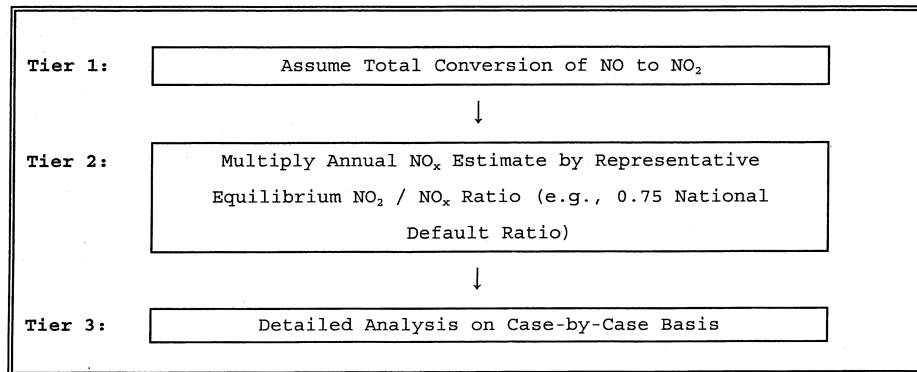 Tier 1: Assume Total Conversion of NO to NO₂
↓
Tier 2: Multiply Annual NOₓ Estimate by Representative
Equilibrium NO₂ / NOₓ Ratio (e.g., 0.75 National
Default Ratio)
↓
Tier 3: Detailed Analysis on Case-by-Case Basis